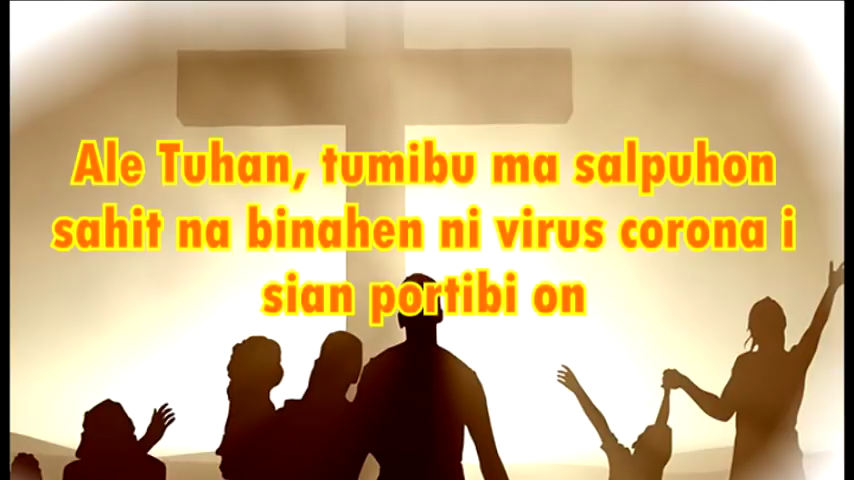 Ale Tuhan, tumibu ma salpuhon
sahit na binahen ni virus corona i
sian portibi on